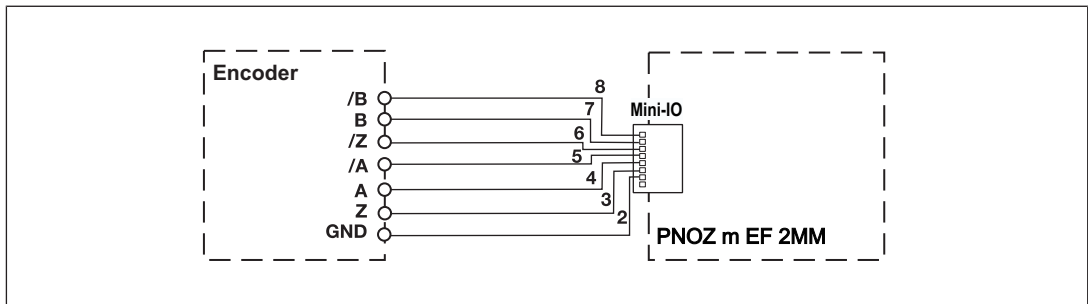 Encoder
/B
B
/Z
/A
A
Z
GND
8
7
6
5
4
3
2
Mini-IO
PNOZ m EF 2MM